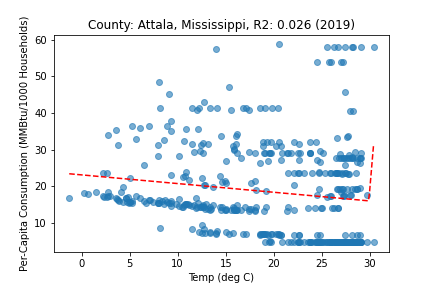 County: Attala, Mississippi, R2: 0.026 (2019)
Per-Capita Consumption (MMBtu/1000 Households)
60
50
40
30
20
10
0 5 10 15 20 25 30
Temp (deg C)